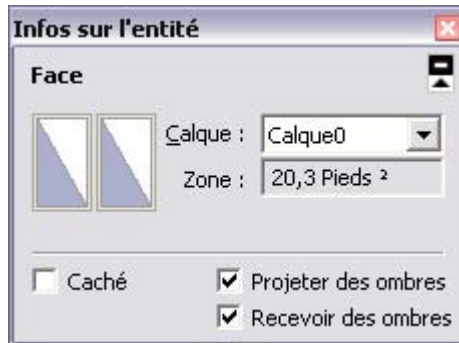 Infos sur l'entité
Face
Calque : Calque0
Zone : 20,3 Pieds ²
Caché
Projeter des ombres
Recevoir des ombres